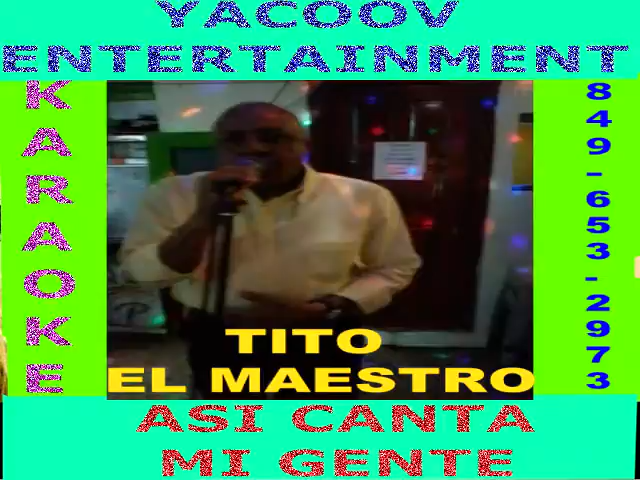 YACOOV
ENTERTAINMENT
KARAOKE
849-653-2973
TITO
EL MAESTRO
ASI CANTA
MI GENTE